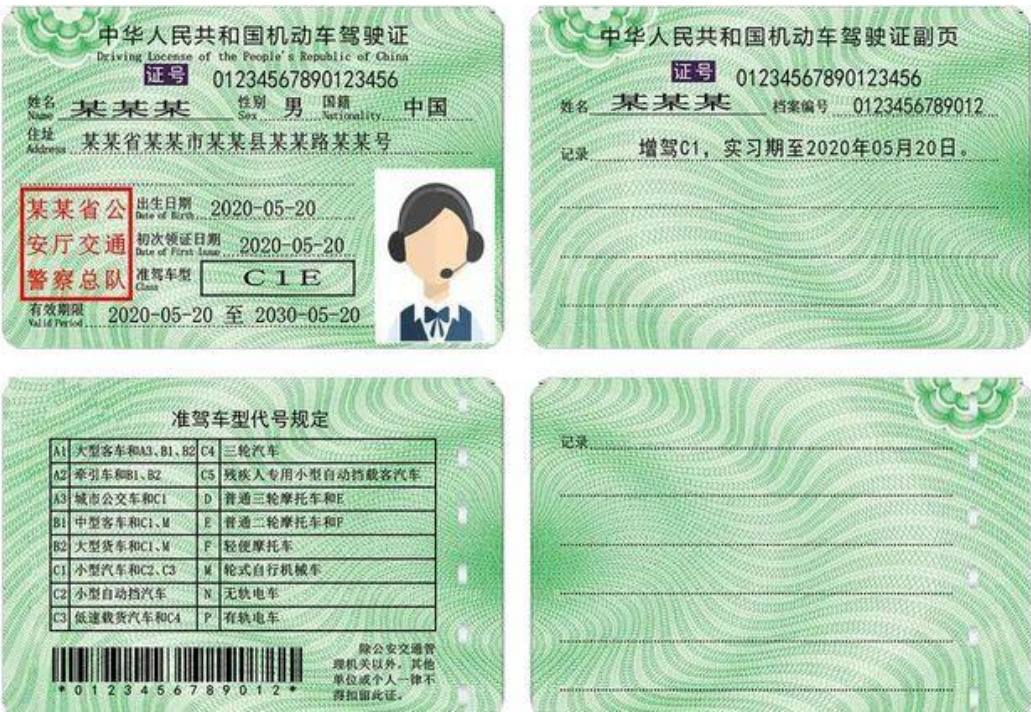 中华人民共和国机动车驾驶证
Driving Locense of the People's Republic of China
证号 01234567890123456
姓名 Name 某某某 性别 Sex 男 国籍 Nationality 中国
住址 Address 某某省某某市某某县某某路某某号
某某省公
安厅交通
警察总队
出生日期 Date of Birth 2020-05-20
初次领证日期 Date of First Issue 2020-05-20
准驾车型 Class C1E
有效期限 Valid Period 2020-05-20 至 2030-05-20
中华人民共和国机动车驾驶证副页
证号 01234567890123456
姓名 某某某 档案编号 0123456789012
记录 增驾C1，实习期至2020年05月20日。
准驾车型代号规定
A1 大型客车和A3、B1、B2 C4 三轮汽车
A2 牵引车和B1、B2 C5 残疾人专用小型自动挡载客汽车
A3 城市公交车和C1 D 普通三轮摩托车和E
B1 中型客车和C1、M E 普通二轮摩托车和F
B2 大型货车和C1、M F 轻便摩托车
C1 小型汽车和C2、C3 M 轮式自行机械车
C2 小型自动挡汽车 N 无轨电车
C3 低速载货汽车和C4 P 有轨电车
*0123456789012*
除公安交通管
理机关以外，其他
单位或个人一律不
得扣留此证。
记录